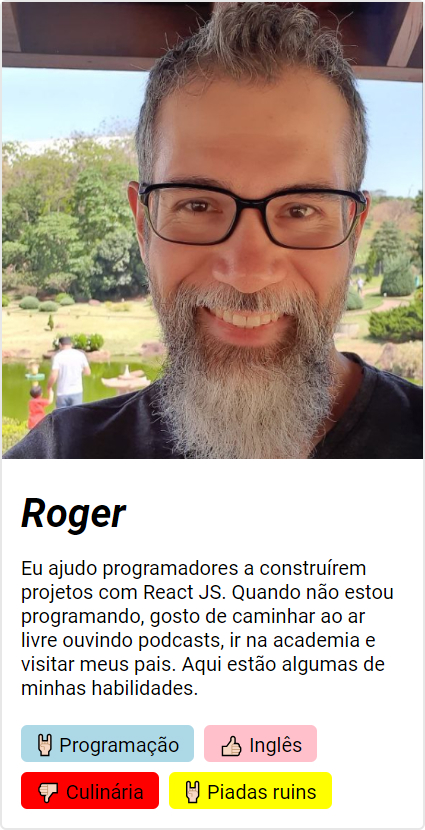 Roger
Eu ajudo programadores a construírem
projetos com React JS. Quando não estou
programando, gosto de caminhar ao ar
livre ouvindo podcasts, ir na academia e
visitar meus pais. Aqui estão algumas de
minhas habilidades.
🤘🏻 Programação 👍🏻 Inglês
👎🏻 Culinária 🤘🏻 Piadas ruins